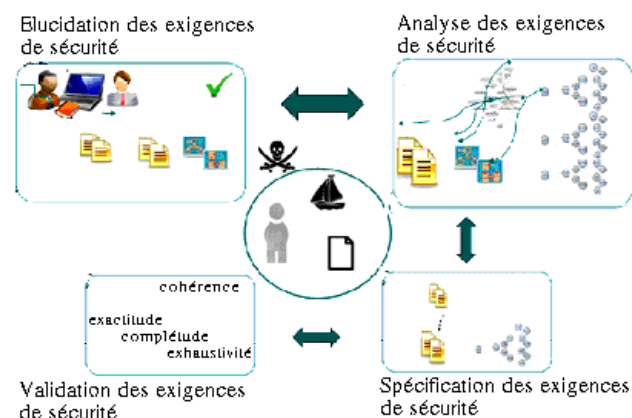 Elucidation des exigences
de sécurité
Analyse des exigences
de sécurité
cohérence
exactitude
complétude
exhaustivité
Validation des exigences
de sécurité
Spécification des exigences
de sécurité